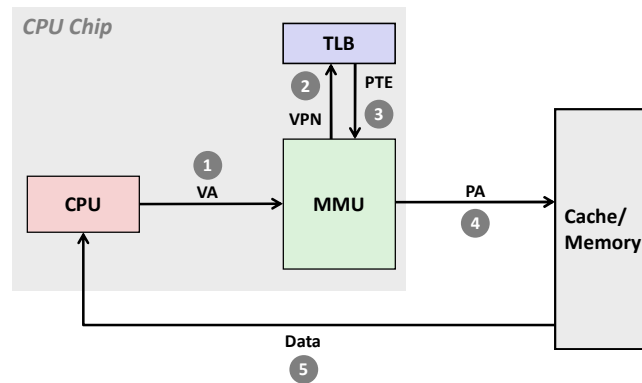 CPU Chip
TLB
2
PTE
VPN
3
1
CPU
VA
MMU
PA
4
Cache/
Memory
Data
5